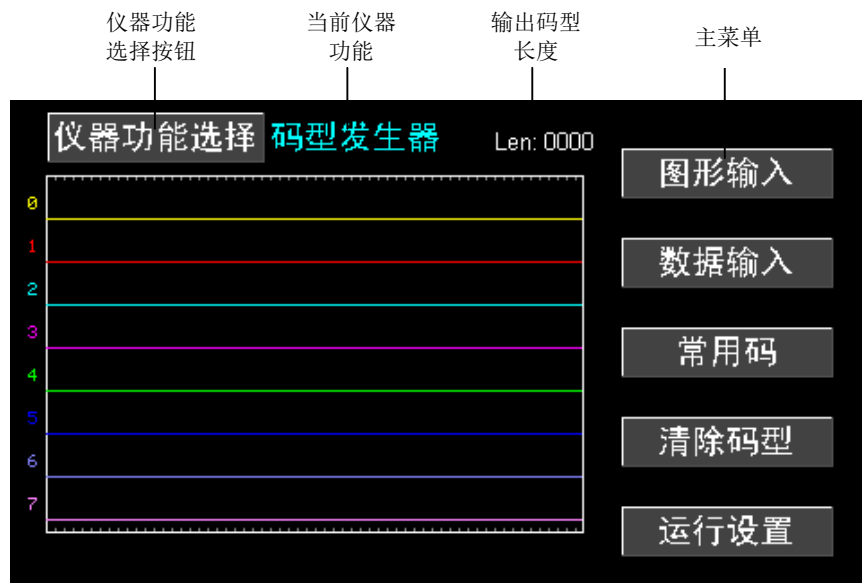 仪器功能
选择按钮
当前仪器
功能
输出码型
长度
主菜单
仪器功能选择 码型发生器 Len: 0000
图形输入
数据输入
常用码
清除码型
运行设置
0
1
2
3
4
5
6
7